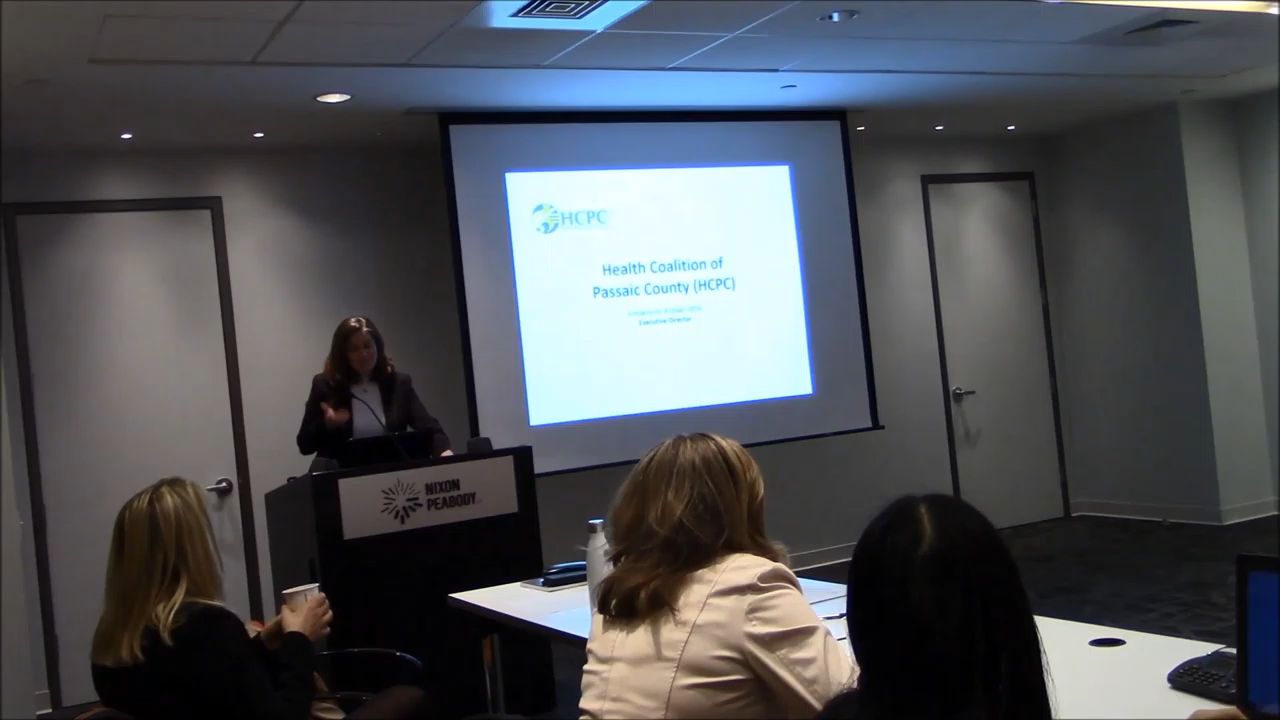 HCPC
Health Coalition of
Passaic County (HCPC)
Executive Director
NIXON
PEABODY